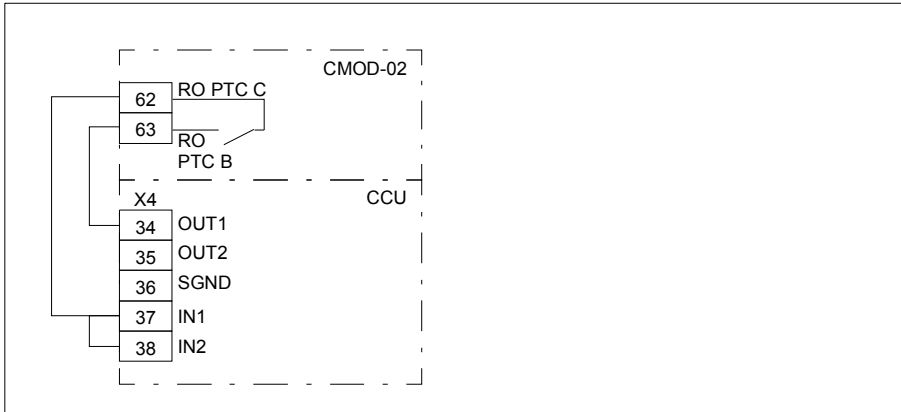 CMOD-02
62 RO PTC C
63 RO
PTC B
X4
CCU
34 OUT1
35 OUT2
36 SGND
37 IN1
38 IN2